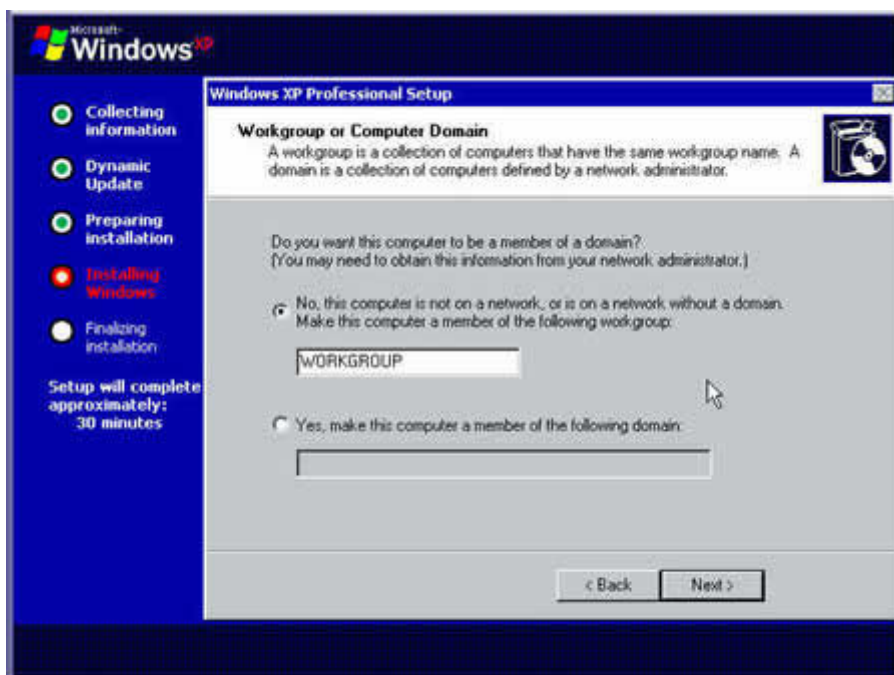 Microsoft
Windows XP
Collecting
information
Dynamic
Update
Preparing
installation
Installing
Windows
Finalizing
installation
Setup will complete
approximately:
30 minutes
Windows XP Professional Setup
Workgroup or Computer Domain
A workgroup is a collection of computers that have the same workgroup name. A
domain is a collection of computers defined by a network administrator.
Do you want this computer to be a member of a domain?
(You may need to obtain this information from your network administrator.)
No, this computer is not on a network, or is on a network without a domain.
Make this computer a member of the following workgroup:
WORKGROUP
Yes, make this computer a member of the following domain:
< Back
Next >